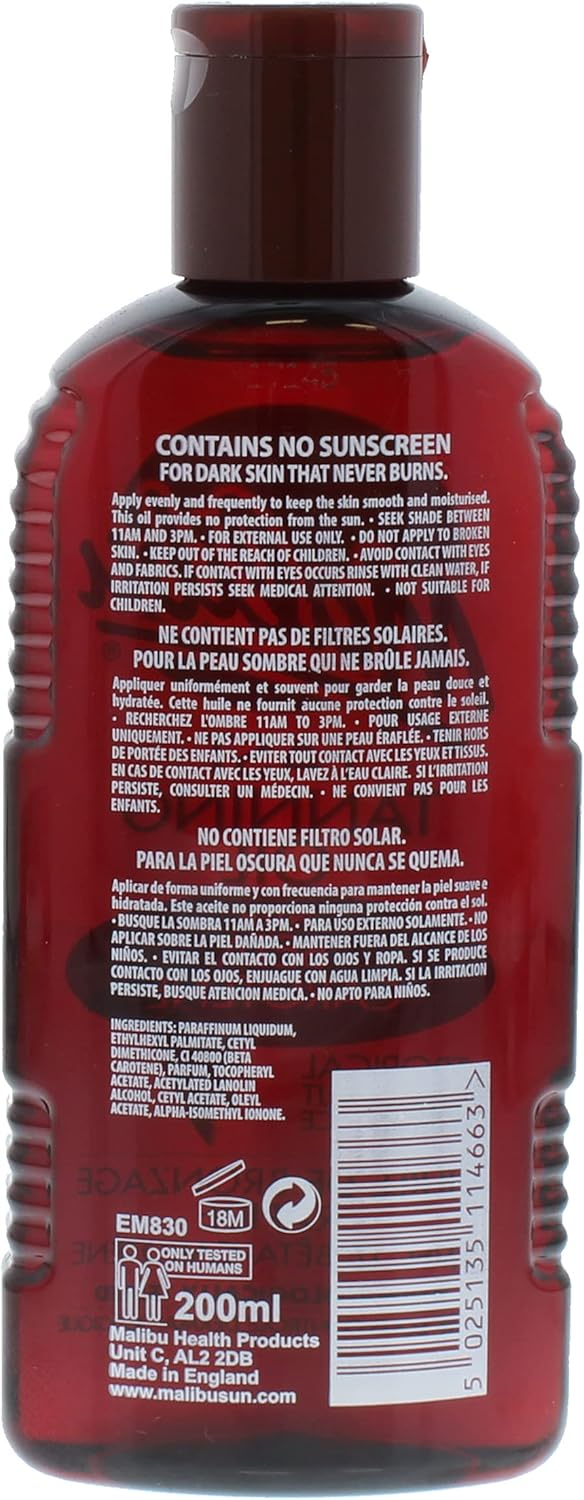 CONTAINS NO SUNSCREEN
FOR DARK SKIN THAT NEVER BURNS.
Apply evenly and frequently to keep the skin smooth and moisturised.
This oil provides no protection from the sun. • SEEK SHADE BETWEEN
11AM AND 3PM. • FOR EXTERNAL USE ONLY. • DO NOT APPLY TO BROKEN
SKIN. • KEEP OUT OF THE REACH OF CHILDREN. • AVOID CONTACT WITH EYES
AND FABRICS. IF CONTACT WITH EYES OCCURS RINSE WITH CLEAN WATER, IF
IRRITATION PERSISTS SEEK MEDICAL ATTENTION. • NOT SUITABLE FOR
CHILDREN.
NE CONTIENT PAS DE FILTRES SOLAIRES.
POUR LA PEAU SOMBRE QUI NE BRÛLE JAMAIS.
Appliquer uniformément et souvent pour garder la peau douce et
hydratée. Cette huile ne fournit aucune protection contre le soleil.
• RECHERCHEZ L'OMBRE 11AM TO 3PM. • POUR USAGE EXTERNE
UNIQUEMENT. • NE PAS APPLIQUER SUR UNE PEAU ÉRAFLÉE. • TENIR HORS
DE PORTÉE DES ENFANTS. • EVITER TOUT CONTACT AVEC LES YEUX ET TISSUS.
EN CAS DE CONTACT AVEC LES YEUX, LAVEZ À L'EAU CLAIRE. SI L'IRRITATION
PERSISTE, CONSULTER UN MÉDECIN. • NE CONVIENT PAS POUR LES
ENFANTS.
NO CONTIENE FILTRO SOLAR.
PARA LA PIEL OSCURA QUE NUNCA SE QUEMA.
Aplicar de forma uniforme y con frecuencia para mantener la piel suave e
hidratada. Este aceite no proporciona ninguna protección contra el sol.
• BUSQUE LA SOMBRA 11AM A 3PM. • PARA USO EXTERNO SOLAMENTE. • NO
APLICAR SOBRE LA PIEL DAÑADA. • MANTENER FUERA DEL ALCANCE DE LOS
NIÑOS. • EVITAR EL CONTACTO CON LOS OJOS Y ROPA. SI SE PRODUCE
CONTACTO CON LOS OJOS, ENJUAGUE CON AGUA LIMPIA. SI LA IRRITACION
PERSISTE, BUSQUE ATENCION MEDICA. • NO APTO PARA NIÑOS.
INGREDIENTS: PARAFFINUM LIQUIDUM,
ETHYLHEXYL PALMITATE, CETYL
DIMETHICONE, CI 40800 (BETA
CAROTENE), PARFUM, TOCOPHERYL
ACETATE, ACETYLATED LANOLIN
ALCOHOL, CETYL ACETATE, OLEYL
ACETATE, ALPHA-ISOMETHYL IONONE.
18M
EM830
ONLY TESTED
ON HUMANS
200ml
Malibu Health Products
Unit C, AL2 2DB
Made in England
www.malibusun.com
5 025135 114663 >